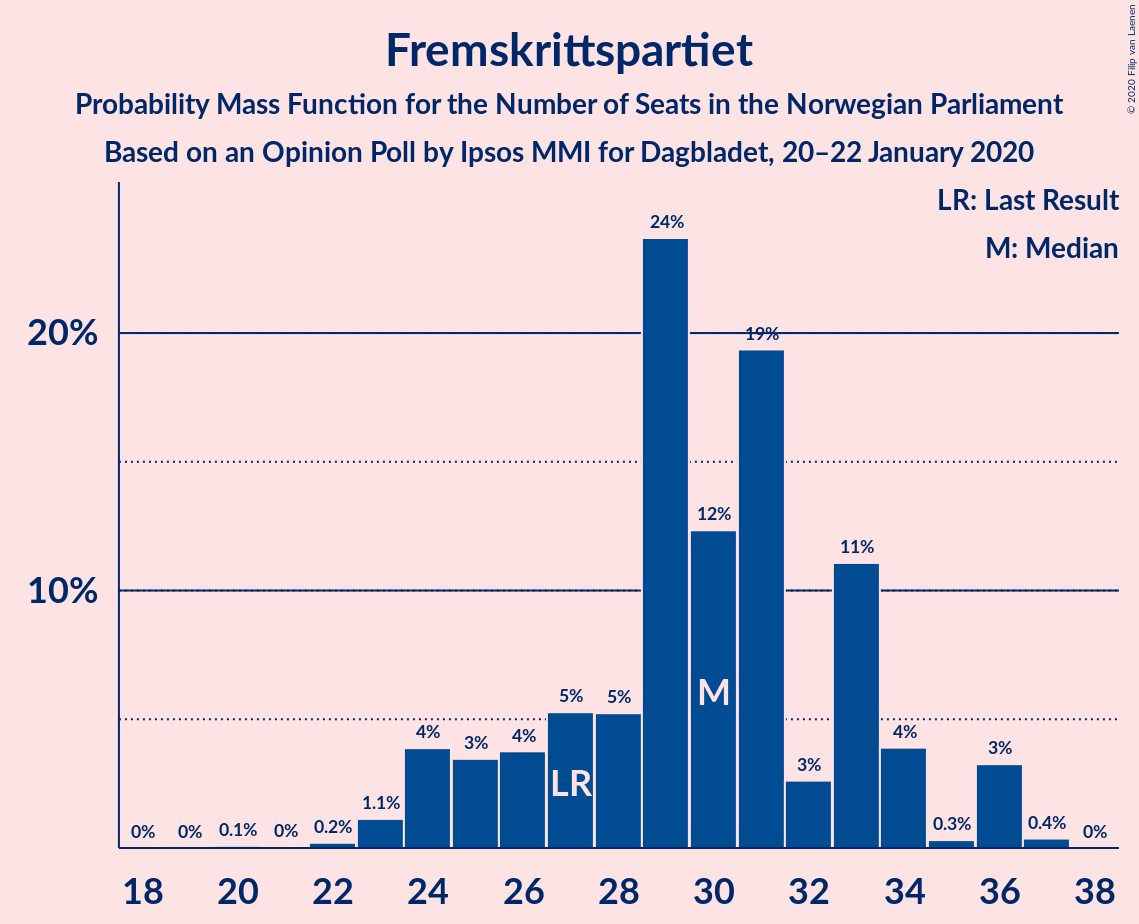 Fremskrittspartiet
Probability Mass Function for the Number of Seats in the Norwegian Parliament
Based on an Opinion Poll by Ipsos MMI for Dagbladet, 20–22 January 2020
© 2020 Filip van Laenen
LR: Last Result
M: Median
20%
10%
0% 0% 0.1% 0% 0.2% 1.1% 4% 3% 4% 5% 5% 24% 12% 19% 3% 11% 4% 0.3% 3% 0.4% 0%
LR
M
18 20 22 24 26 28 30 32 34 36 38